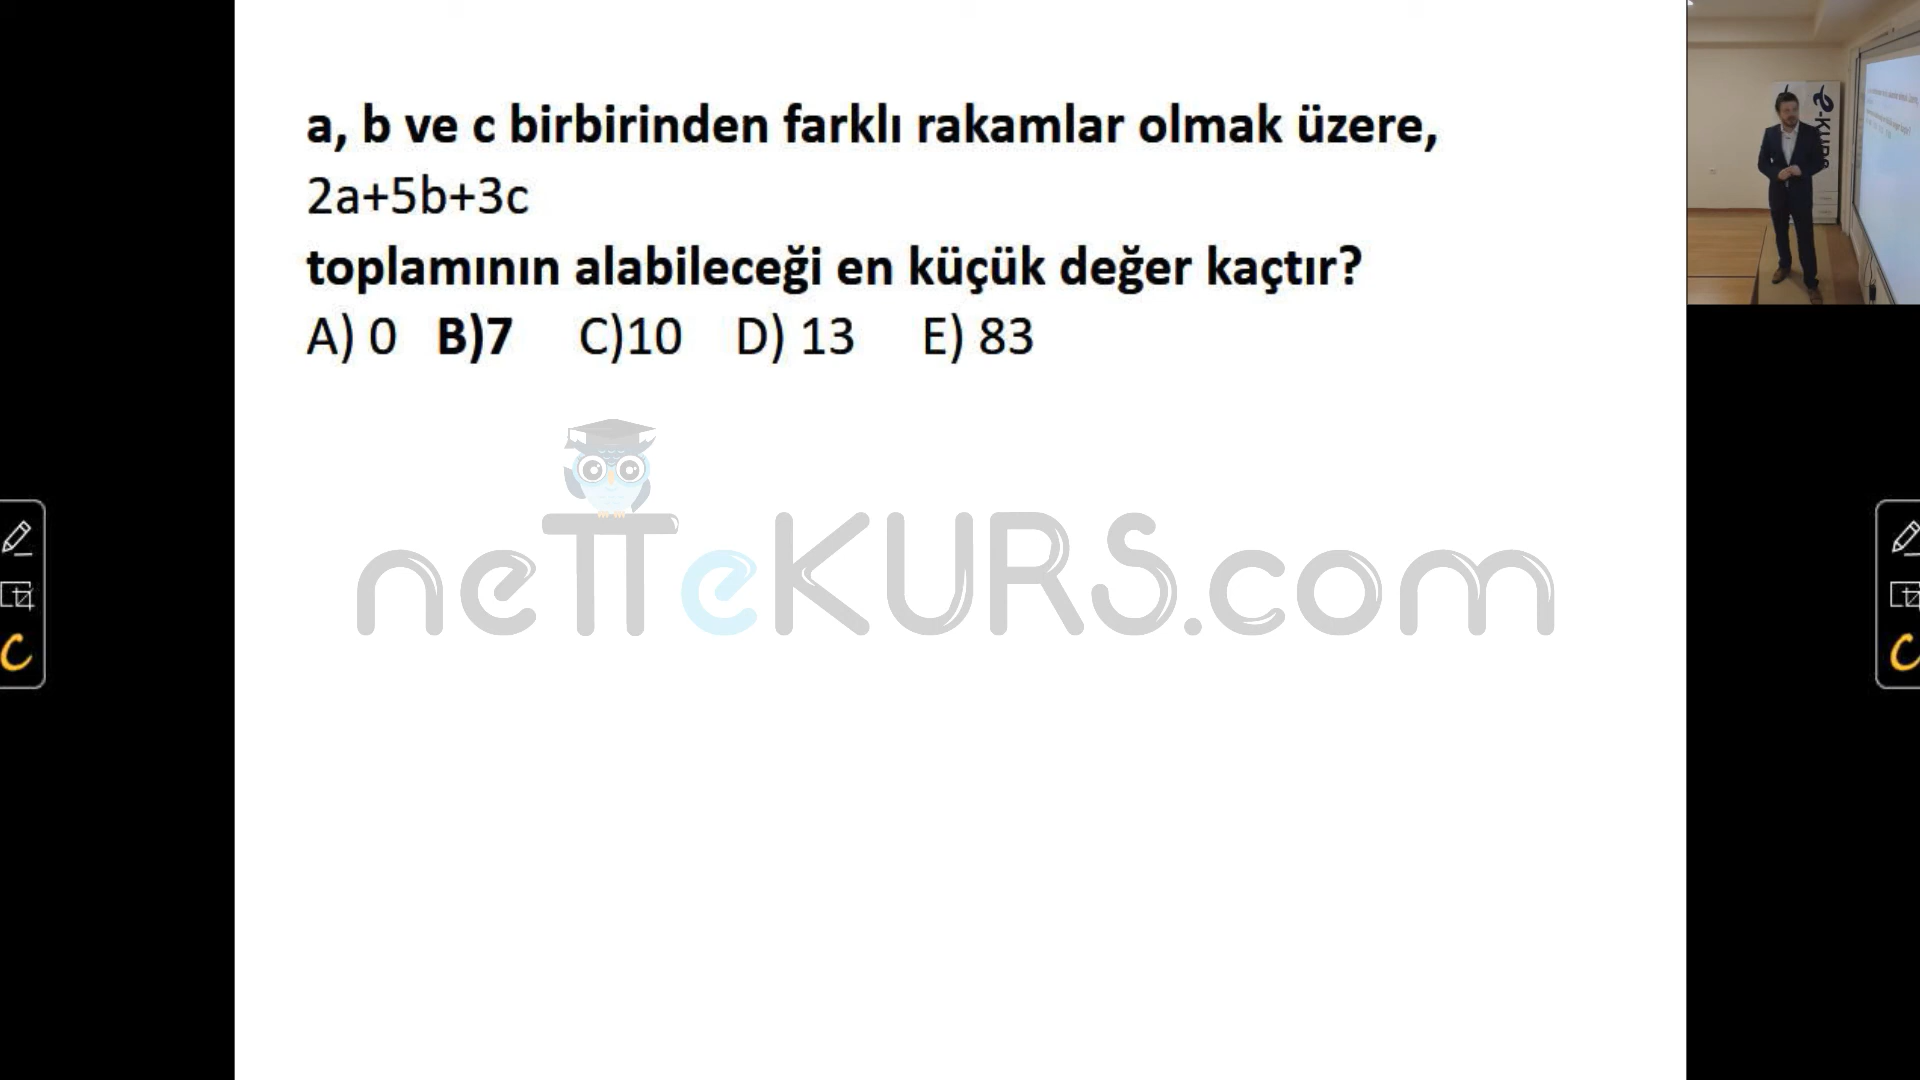 a, b ve c birbirinden farklı rakamlar olmak üzere,
2a+5b+3c
toplamının alabileceği en küçük değer kaçtır?
A) 0 B)7 C)10 D) 13 E) 83
neTTeKURS.com